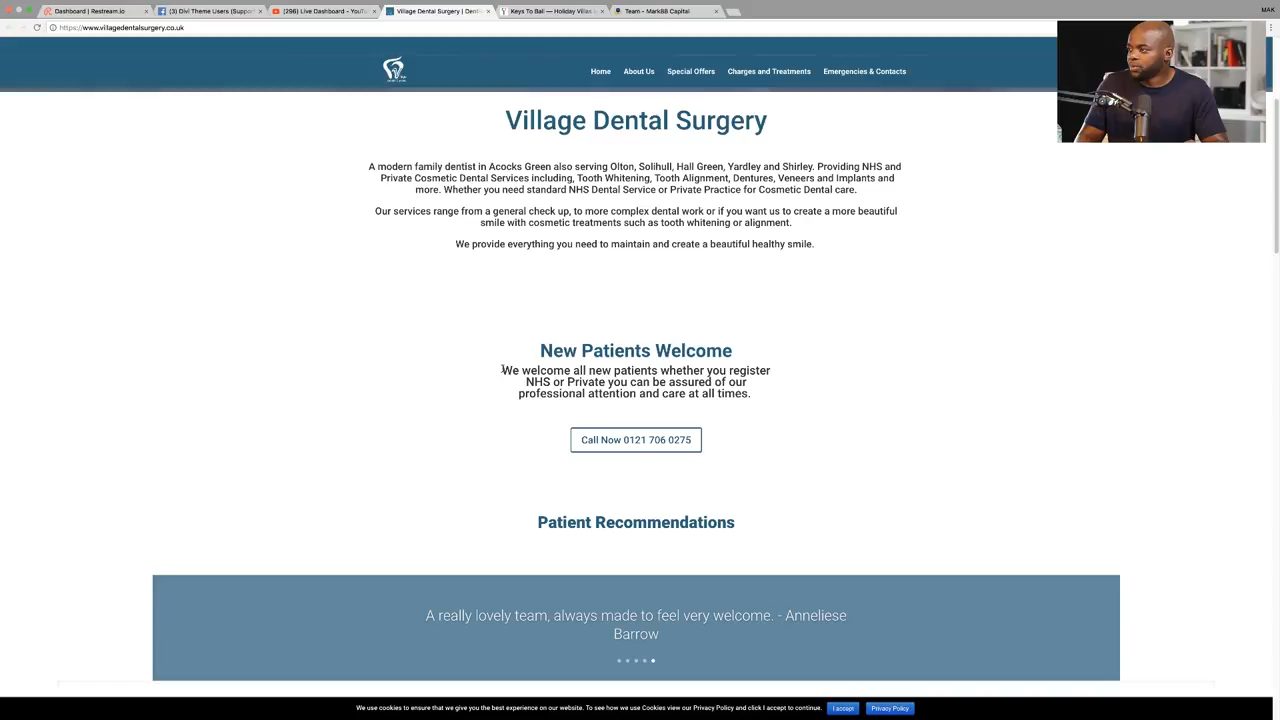 Dashboard | Restream.io
(3) Divi Theme Users (Support
(296) Live Dashboard - YouTu
Village Dental Surgery | Denti
Keys To Bali — Holiday Villas i
Team - Mark88 Capital
MAK
https://www.villagedentalsurgery.co.uk
Home
About Us
Special Offers
Charges and Treatments
Emergencies & Contacts
Village Dental Surgery
A modern family dentist in Acocks Green also serving Olton, Solihull, Hall Green, Yardley and Shirley. Providing NHS and
Private Cosmetic Dental Services including, Tooth Whitening, Tooth Alignment, Dentures, Veneers and Implants and
more. Whether you need standard NHS Dental Service or Private Practice for Cosmetic Dental care.
Our services range from a general check up, to more complex dental work or if you want us to create a more beautiful
smile with cosmetic treatments such as tooth whitening or alignment.
We provide everything you need to maintain and create a beautiful healthy smile.
New Patients Welcome
We welcome all new patients whether you register
NHS or Private you can be assured of our
professional attention and care at all times.
Call Now 0121 706 0275
Patient Recommendations
A really lovely team, always made to feel very welcome. - Anneliese
Barrow
We use cookies to ensure that we give you the best experience on our website. To see how we use Cookies view our Privacy Policy and click I accept to continue.
I accept
Privacy Policy